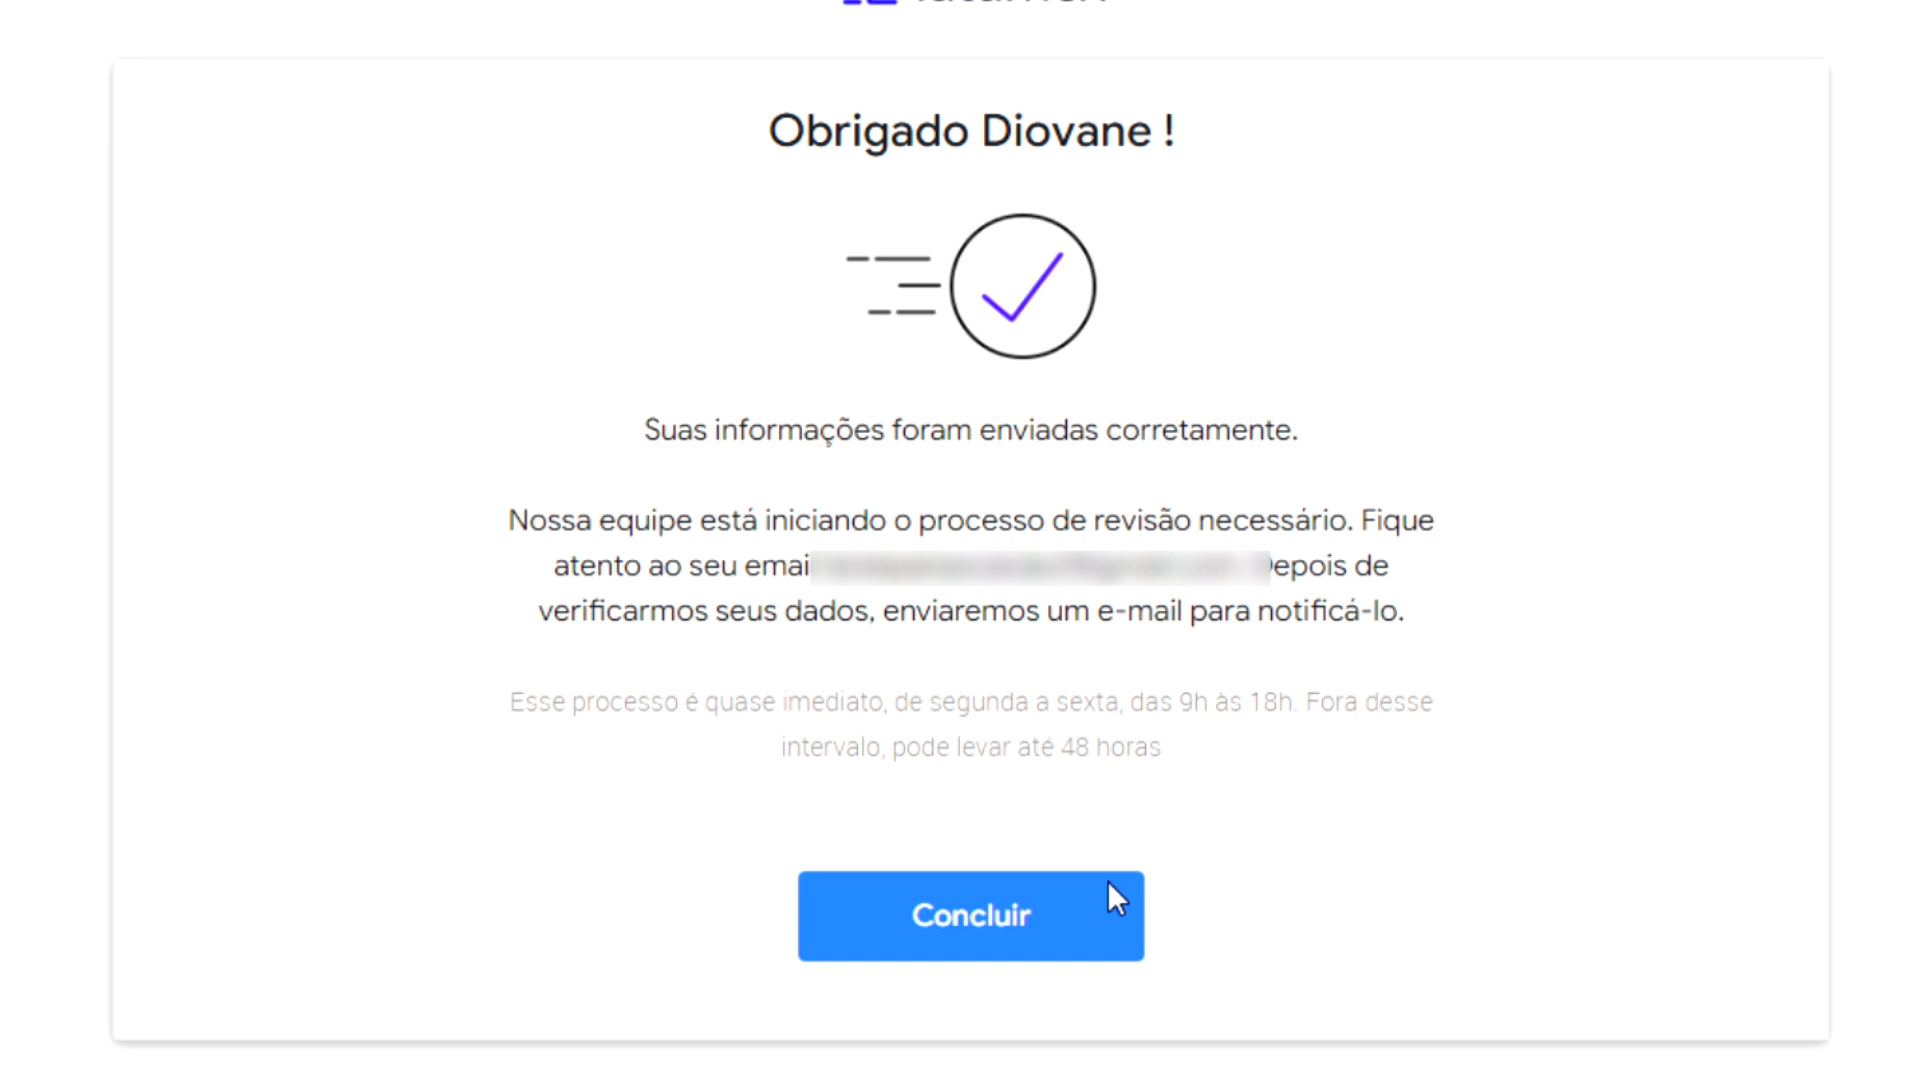 Obrigado Diovane !
Suas informações foram enviadas corretamente.
Nossa equipe está iniciando o processo de revisão necessário. Fique
atento ao seu emai epois de
verificarmos seus dados, enviaremos um e-mail para notificá-lo.
Esse processo é quase imediato, de segunda a sexta, das 9h às 18h. Fora desse
intervalo, pode levar até 48 horas
Concluir